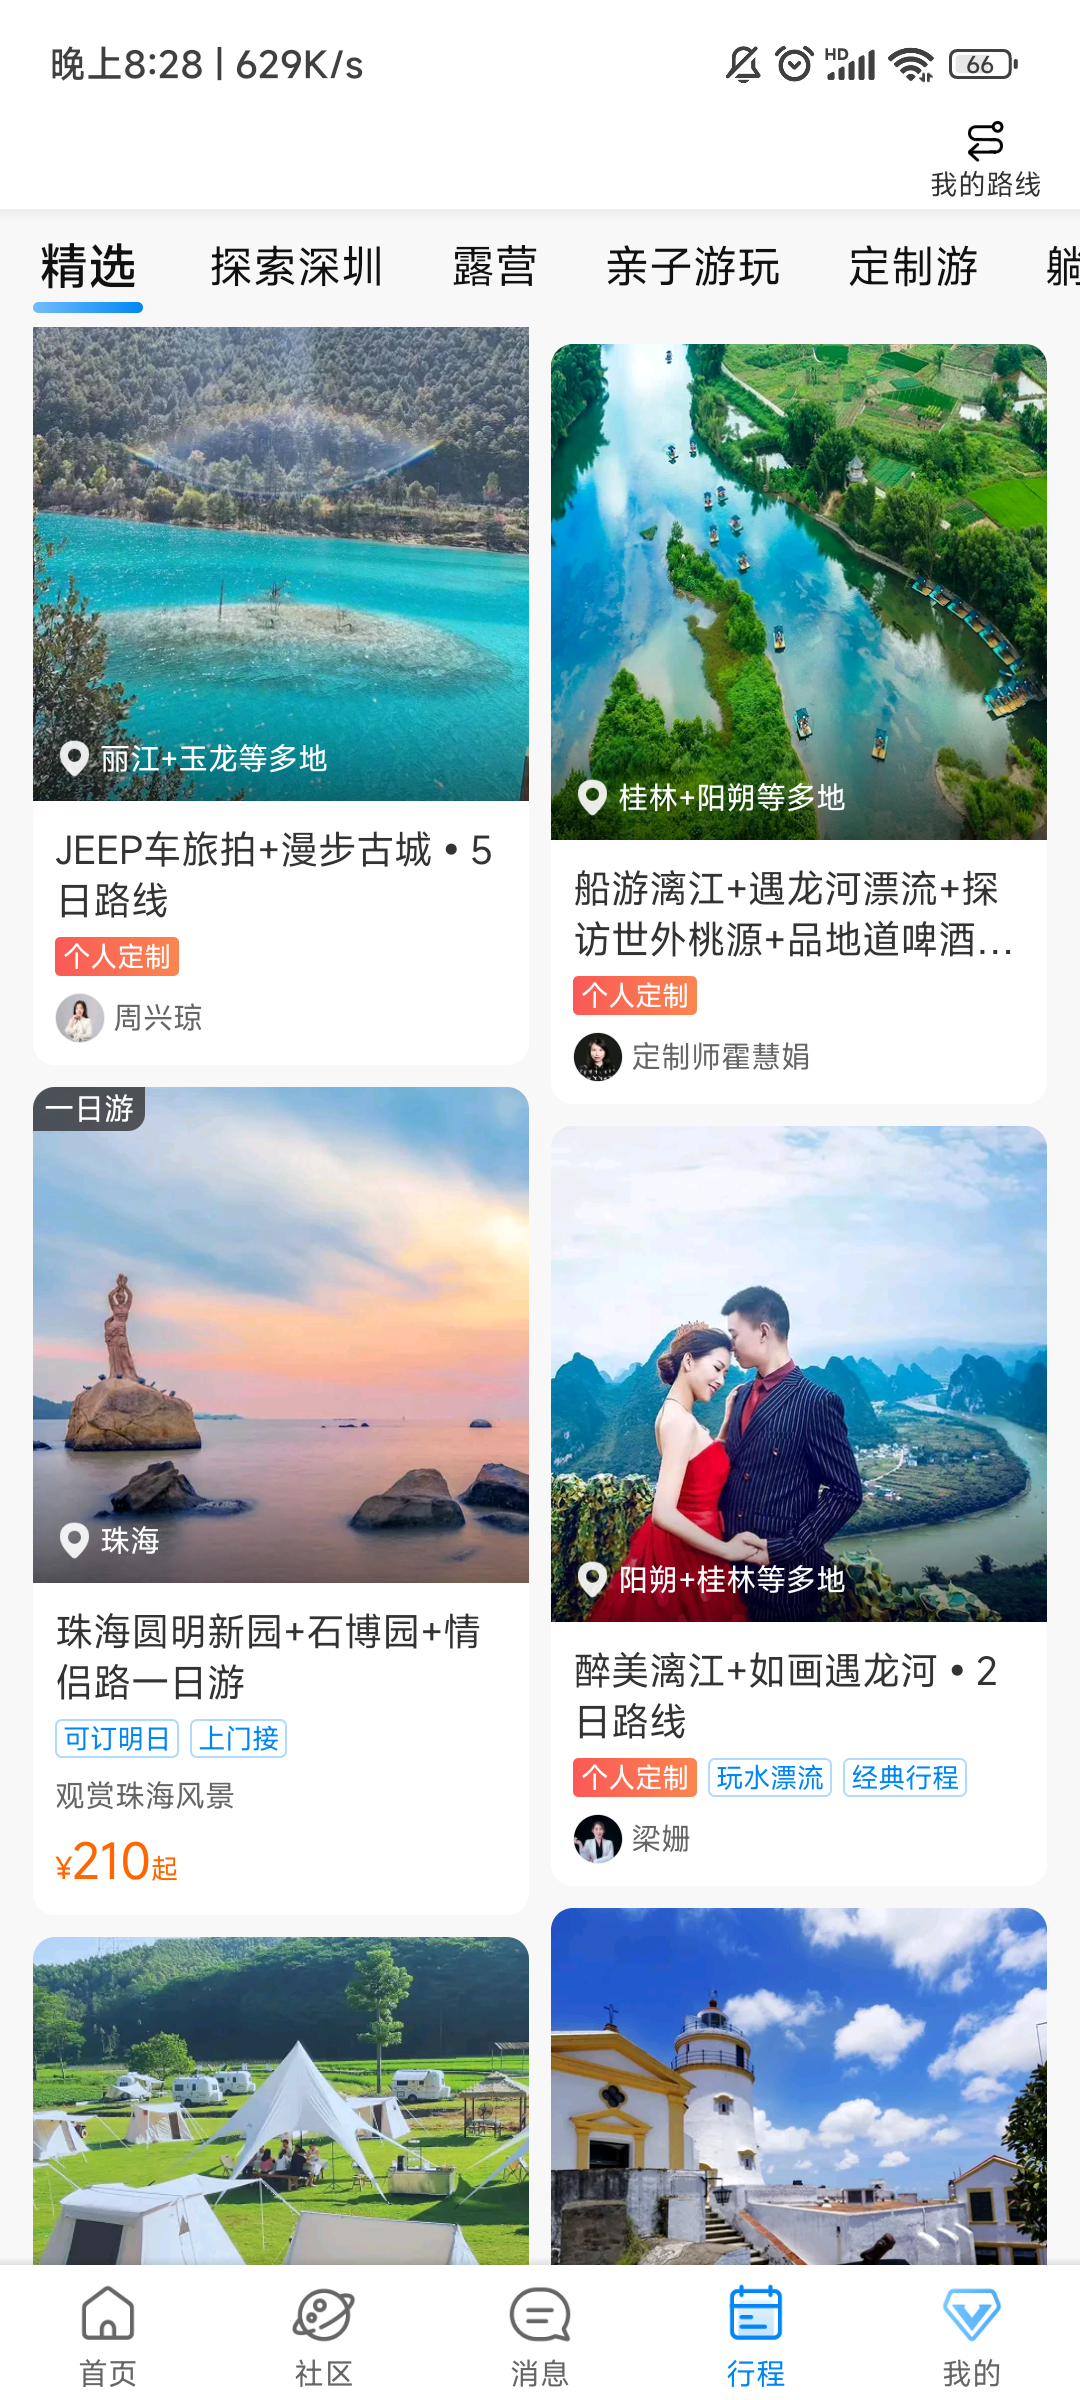 晚上8:28 | 629K/s
HD
66
我的路线
精选
探索深圳
露营
亲子游玩
定制游
躺
丽江+玉龙等多地
JEEP车旅拍+漫步古城 • 5
日路线
个人定制
周兴琼
桂林+阳朔等多地
船游漓江+遇龙河漂流+探
访世外桃源+品地道啤酒...
个人定制
定制师霍慧娟
一日游
珠海
珠海圆明新园+石博园+情
侣路一日游
可订明日 上门接
观赏珠海风景
¥210起
阳朔+桂林等多地
醉美漓江+如画遇龙河 • 2
日路线
个人定制 玩水漂流 经典行程
梁姗
首页
社区
消息
行程
我的